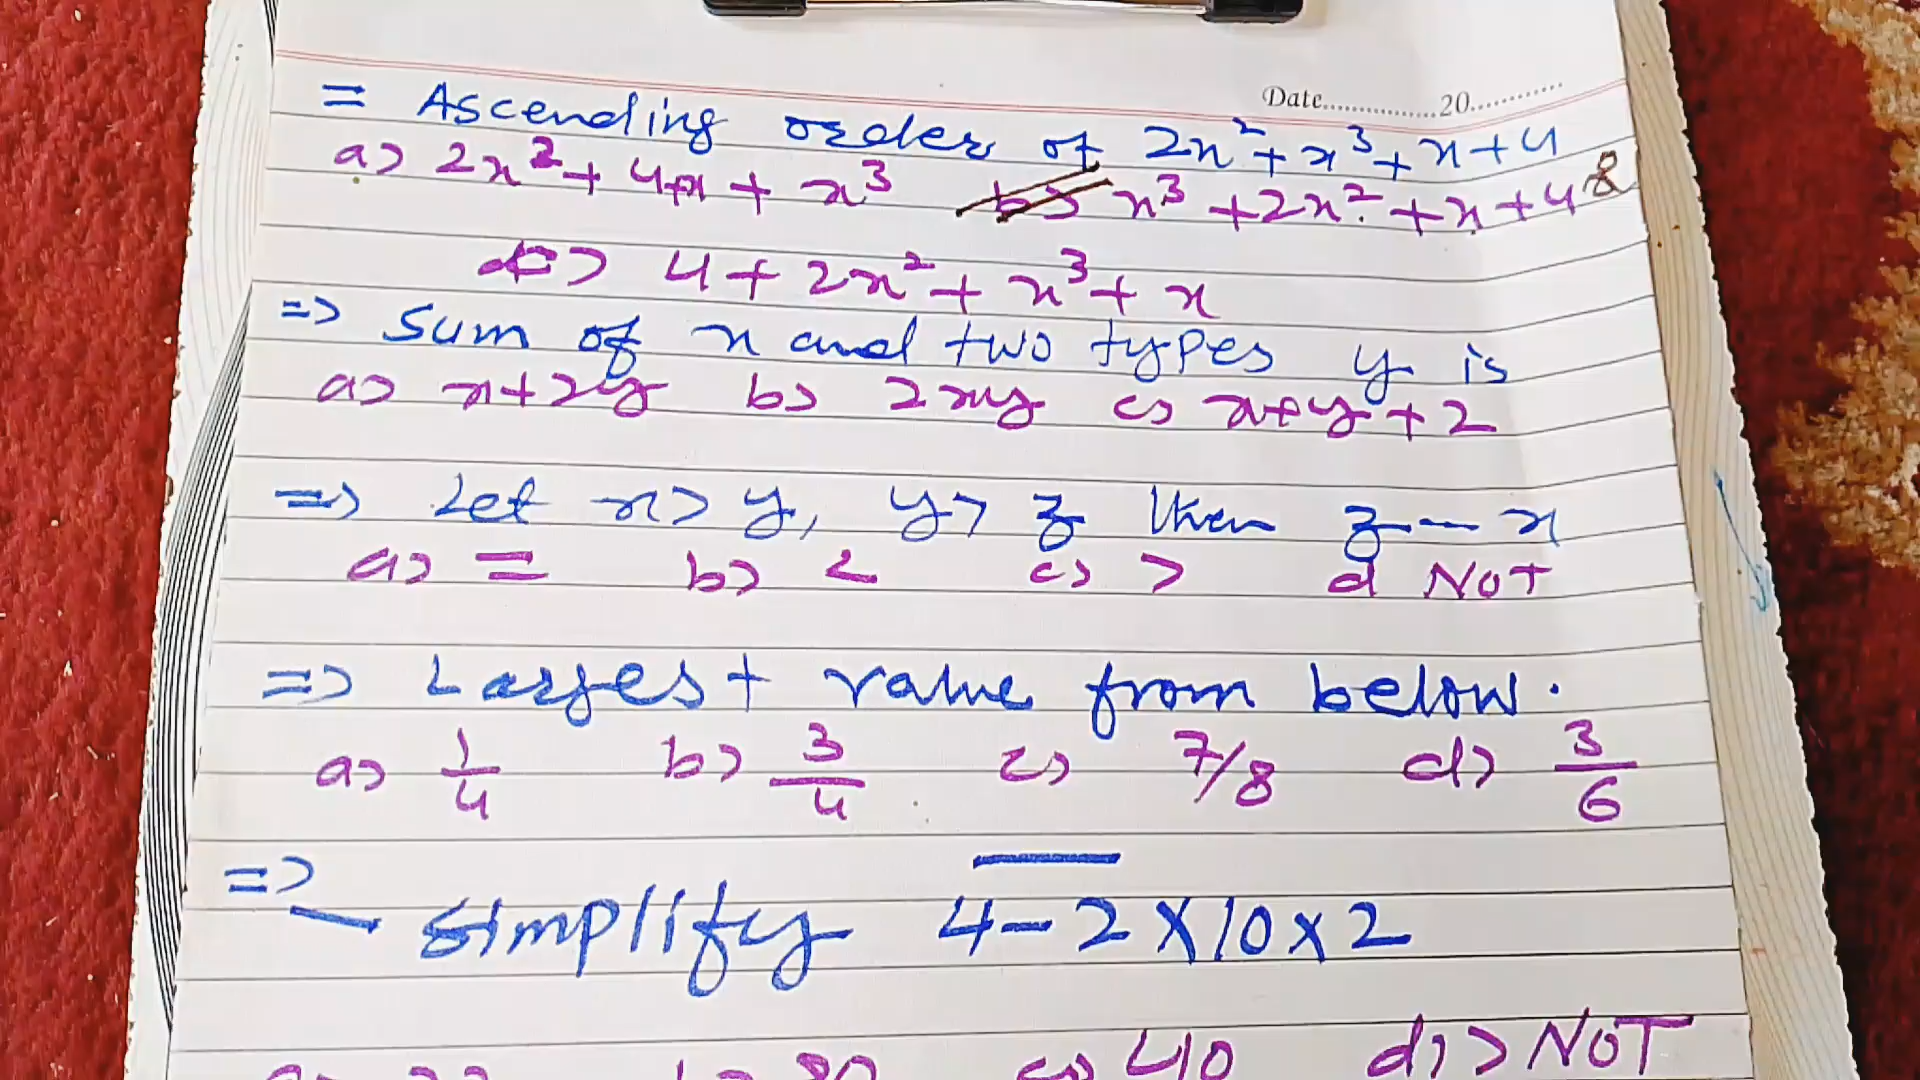 Date..............20............
= Ascending order of 2x²+x³+x+4
a> 2x²+4+x+x³ b> x³+2x²+x+4 8
c> 4+2x²+x³+x
=> Sum of x and two types y is
a> x+2y b> 2xy c> x+y+2
=> Let x>y, y>z then z — x
a> = b> < c> > d NOT
=> Largest value from below.
a> 1/4 b> 3/4 c> 7/8 d> 3/6
=> — simplify 4-2×10×2
c> 40 d> NOT